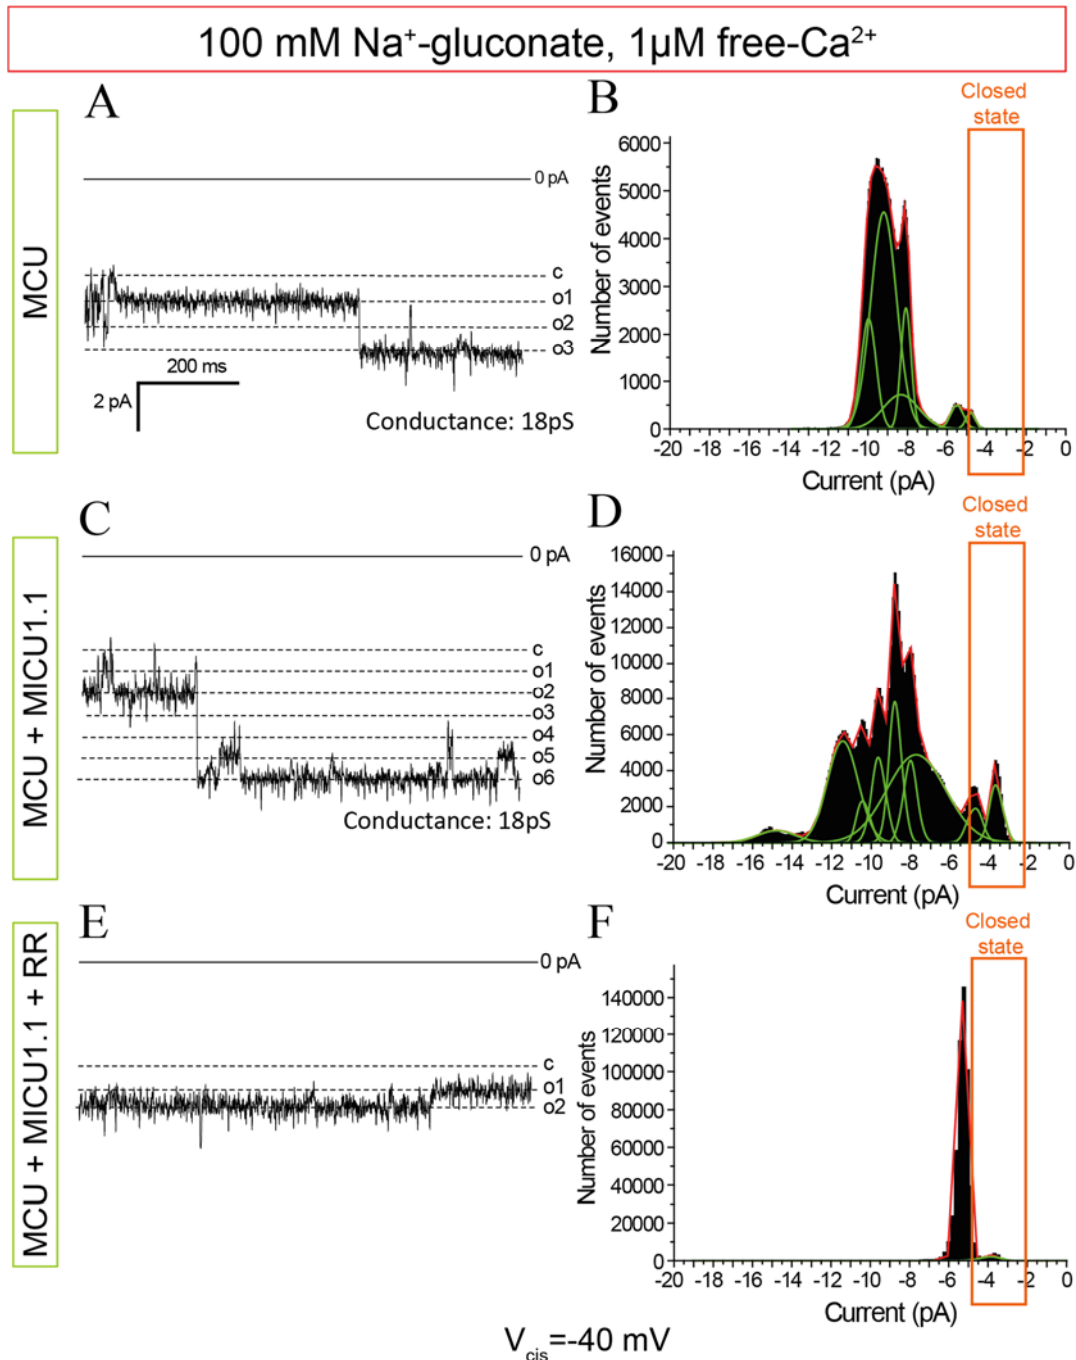 100 mM Na⁺-gluconate, 1µM free-Ca²⁺
MCU
A
0 pA
c
o1
o2
o3
200 ms
2 pA
Conductance: 18pS
B
Closed
state
Number of events
6000
5000
4000
3000
2000
1000
0
-20 -18 -16 -14 -12 -10 -8 -6 -4 -2 0
Current (pA)
MCU + MICU1.1
C
0 pA
c
o1
o2
o3
o4
o5
o6
Conductance: 18pS
D
Closed
state
Number of events
16000
14000
12000
10000
8000
6000
4000
2000
0
-20 -18 -16 -14 -12 -10 -8 -6 -4 -2 0
Current (pA)
MCU + MICU1.1 + RR
E
0 pA
c
o1
o2
F
Closed
state
Number of events
140000
120000
100000
80000
60000
40000
20000
0
-20 -18 -16 -14 -12 -10 -8 -6 -4 -2 0
Current (pA)
V_cis=-40 mV